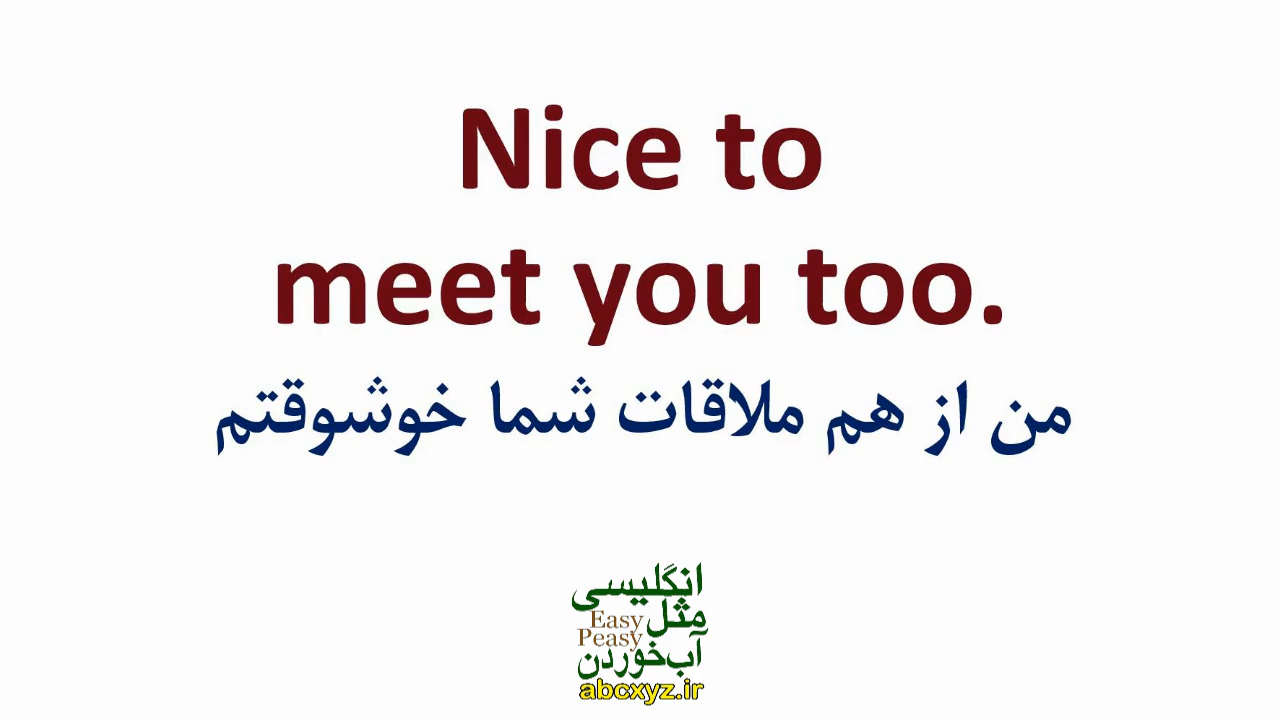 Nice to
meet you too.
من از هم ملاقات شما خوشوقتم
انگلیسی
مثل
Easy
Peasy
آب‌خوردن
abcxyz.ir